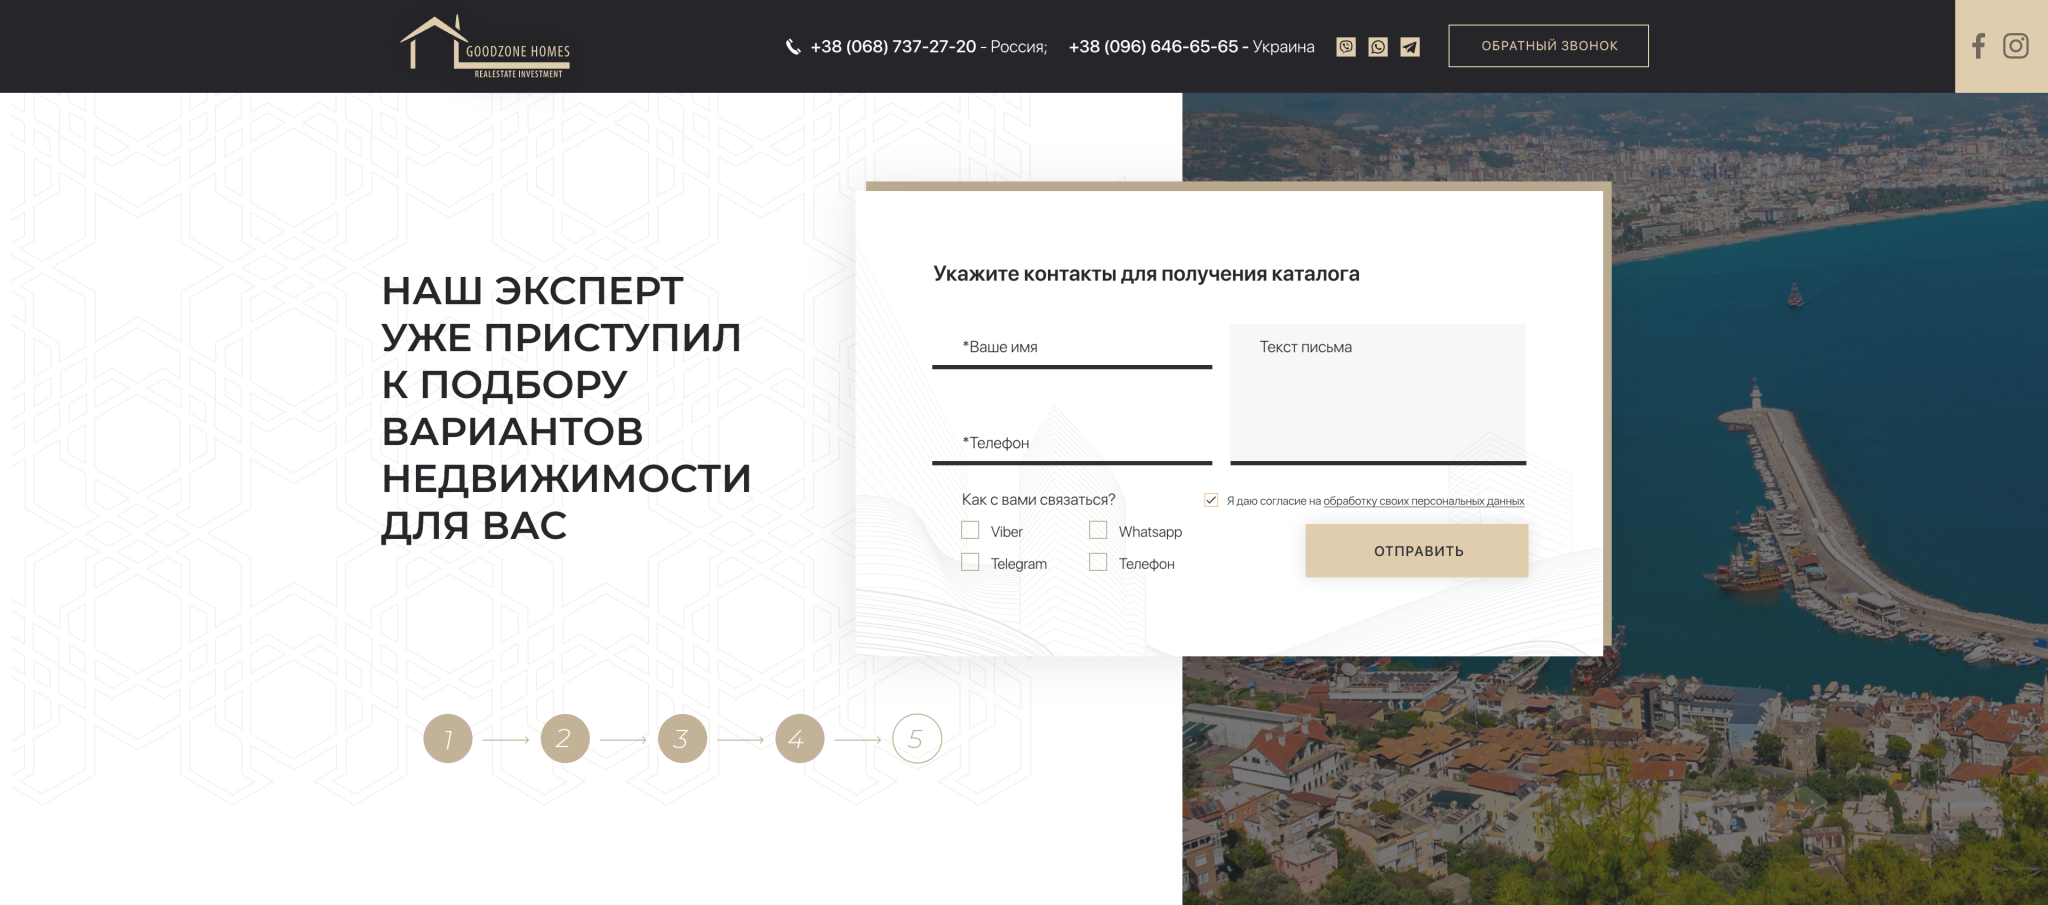 GOODZONE HOMES
REALESTATE INVESTMENT
+38 (068) 737-27-20 - Россия;
+38 (096) 646-65-65 - Украина
ОБРАТНЫЙ ЗВОНОК
НАШ ЭКСПЕРТ
УЖЕ ПРИСТУПИЛ
К ПОДБОРУ
ВАРИАНТОВ
НЕДВИЖИМОСТИ
ДЛЯ ВАС
Укажите контакты для получения каталога
*Ваше имя
Текст письма
*Телефон
Как с вами связаться?
Я даю согласие на обработку своих персональных данных
Viber
Whatsapp
Telegram
Телефон
ОТПРАВИТЬ
1
2
3
4
5